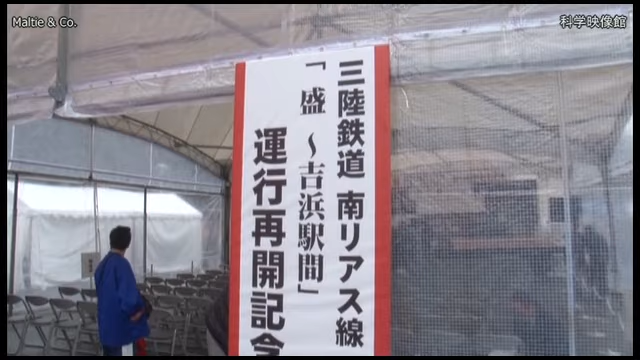 Maltie & Co.
科学映像館
三陸鉄道 南リアス線
「 盛 ～吉浜駅間」
運行再開記念